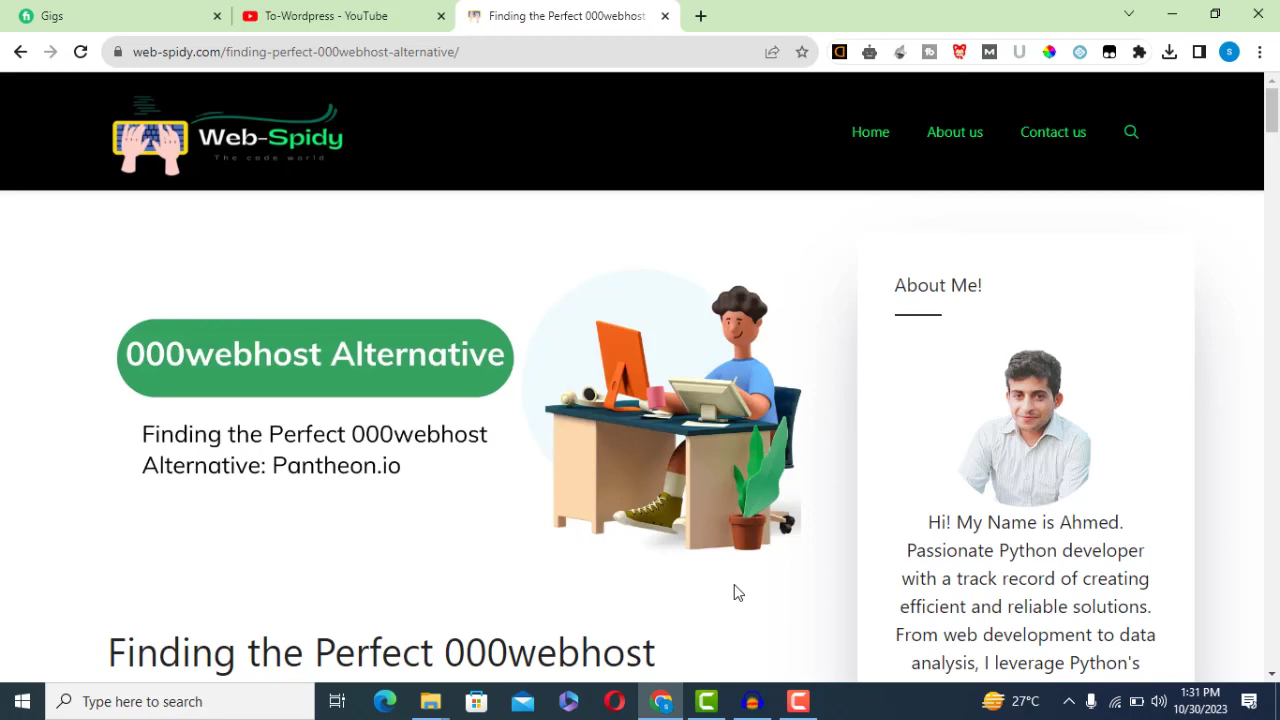 Gigs
To-Wordpress - YouTube
Finding the Perfect 000webhost
web-spidy.com/finding-perfect-000webhost-alternative/
S
Web-Spidy
The code world
Home
About us
Contact us
000webhost Alternative
Finding the Perfect 000webhost
Alternative: Pantheon.io
About Me!
Hi! My Name is Ahmed.
Passionate Python developer
with a track record of creating
efficient and reliable solutions.
From web development to data
analysis, I leverage Python's
Finding the Perfect 000webhost
Type here to search
27°C
1:31 PM
10/30/2023